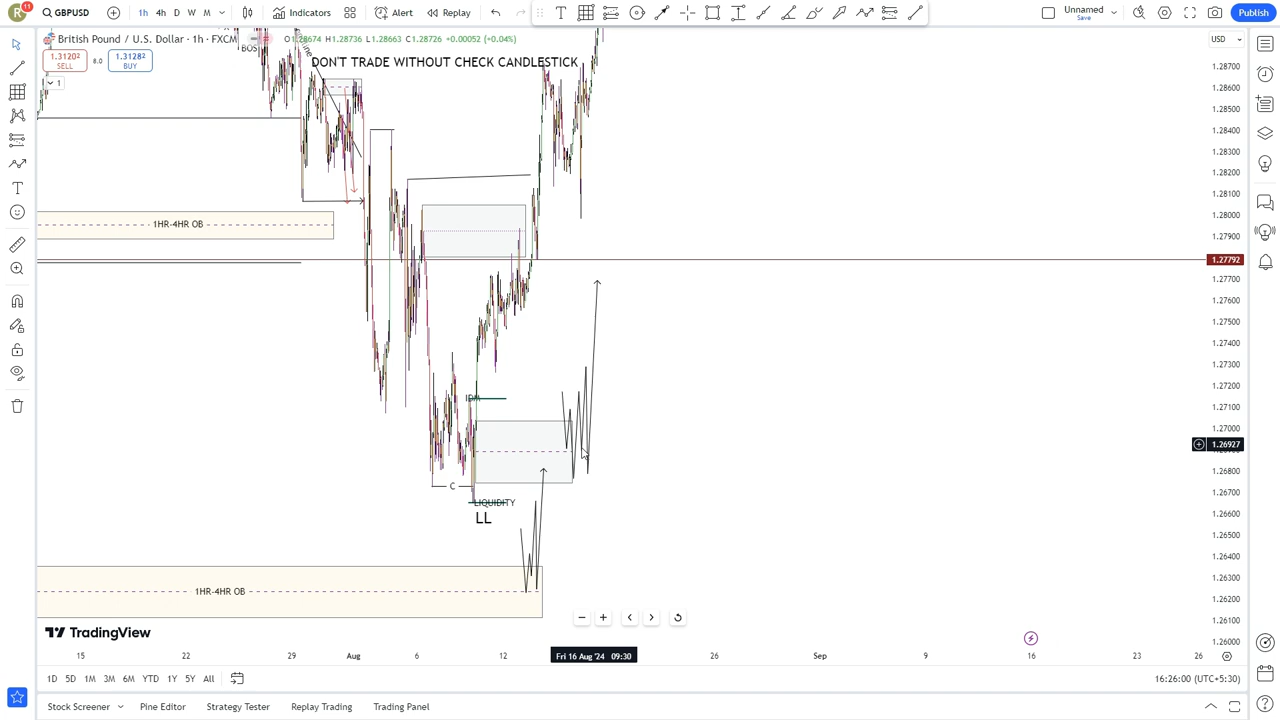 R 11 GBPUSD 1h 4h D W M Indicators Alert Replay Unnamed Save Publish
British Pound / U.S. Dollar · 1h · FXCM O1.28674 H1.28736 L1.28663 C1.28726 +0.00052 (+0.04%) USD
BOS
1.31202 SELL 8.0 1.31282 BUY
DON'T TRADE WITHOUT CHECK CANDLESTICK
1
1.28700
1.28600
1.28500
1.28400
1.28300
1.28200
1.28100
1HR-4HR OB
1.28000
1.27900
1.27792
1.27700
1.27600
1.27500
1.27400
1.27300
1.27200
IDM
1.27100
1.27000
1.26927
1.26800
C
1.26700
LIQUIDITY
LL
1.26600
1.26500
1.26400
1.26300
1HR-4HR OB
1.26200
1.26100
1.26000
TradingView
15 22 29 Aug 6 12 Fri 16 Aug '24 09:30 26 Sep 9 16 23 26
1D 5D 1M 3M 6M YTD 1Y 5Y All 16:26:00 (UTC+5:30)
Stock Screener Pine Editor Strategy Tester Replay Trading Trading Panel